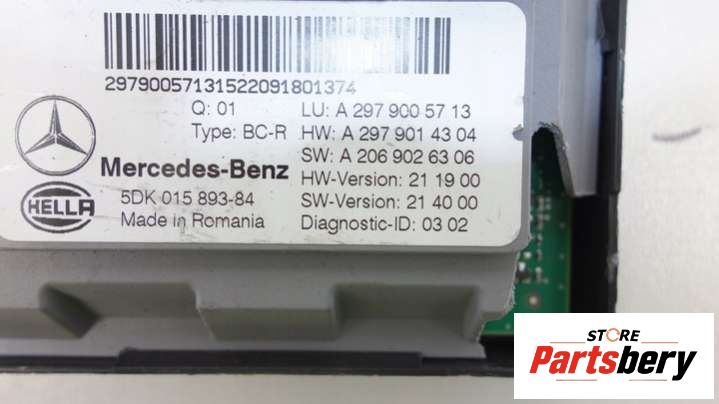 29790057131522091801374
Q: 01
LU: A 297 900 57 13
Type: BC-R
HW: A 297 901 43 04
SW: A 206 902 63 06
Mercedes-Benz
HW-Version: 21 19 00
HELLA
5DK 015 893-84
SW-Version: 21 40 00
Made in Romania
Diagnostic-ID: 03 02
STORE
Partsbery